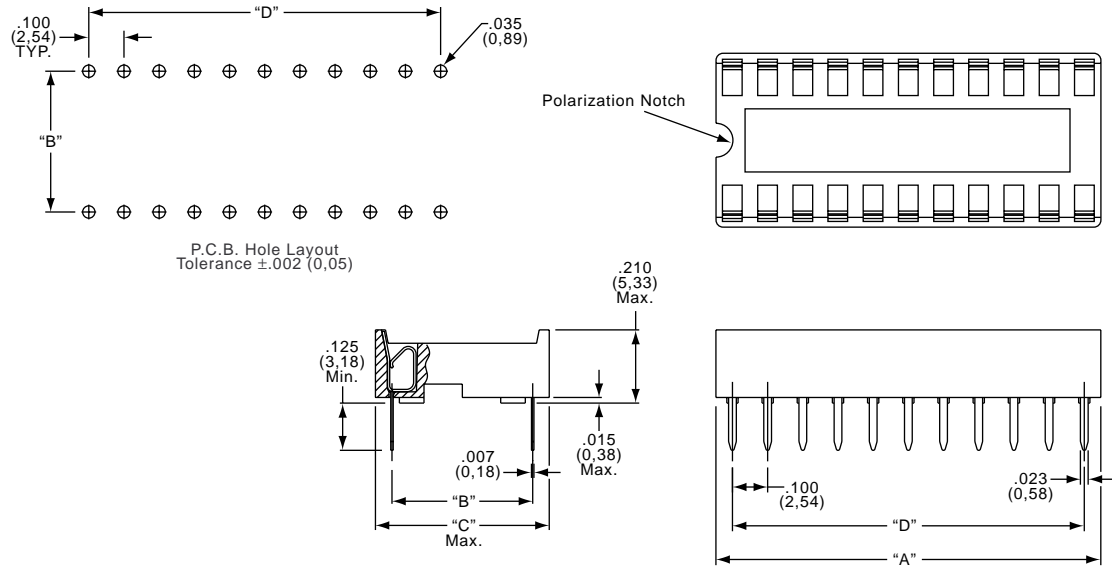 “D”
.100
(2,54)
TYP.
.035
(0,89)
“B”
P.C.B. Hole Layout
Tolerance ±.002 (0,05)
Polarization Notch
.210
(5,33)
Max.
.125
(3,18)
Min.
.015
(0,38)
Max.
.007
(0,18)
“B”
“C”
Max.
.100
(2,54)
.023
(0,58)
“D”
“A”